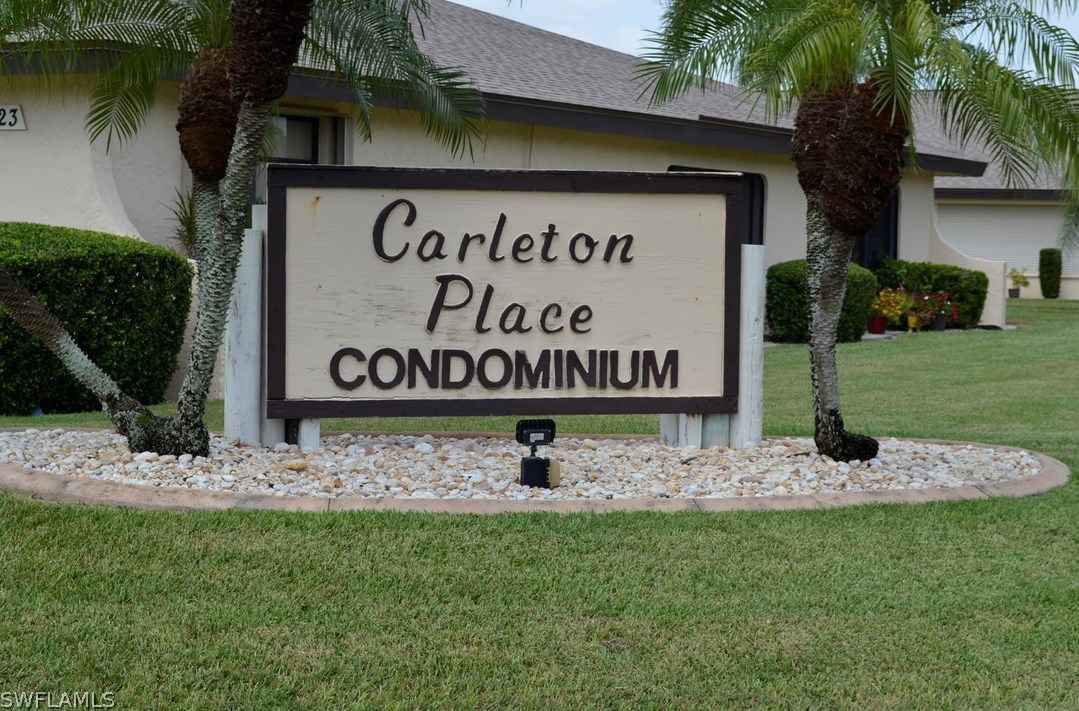 23
Carleton
Place
CONDOMINIUM
SWFLAMLS